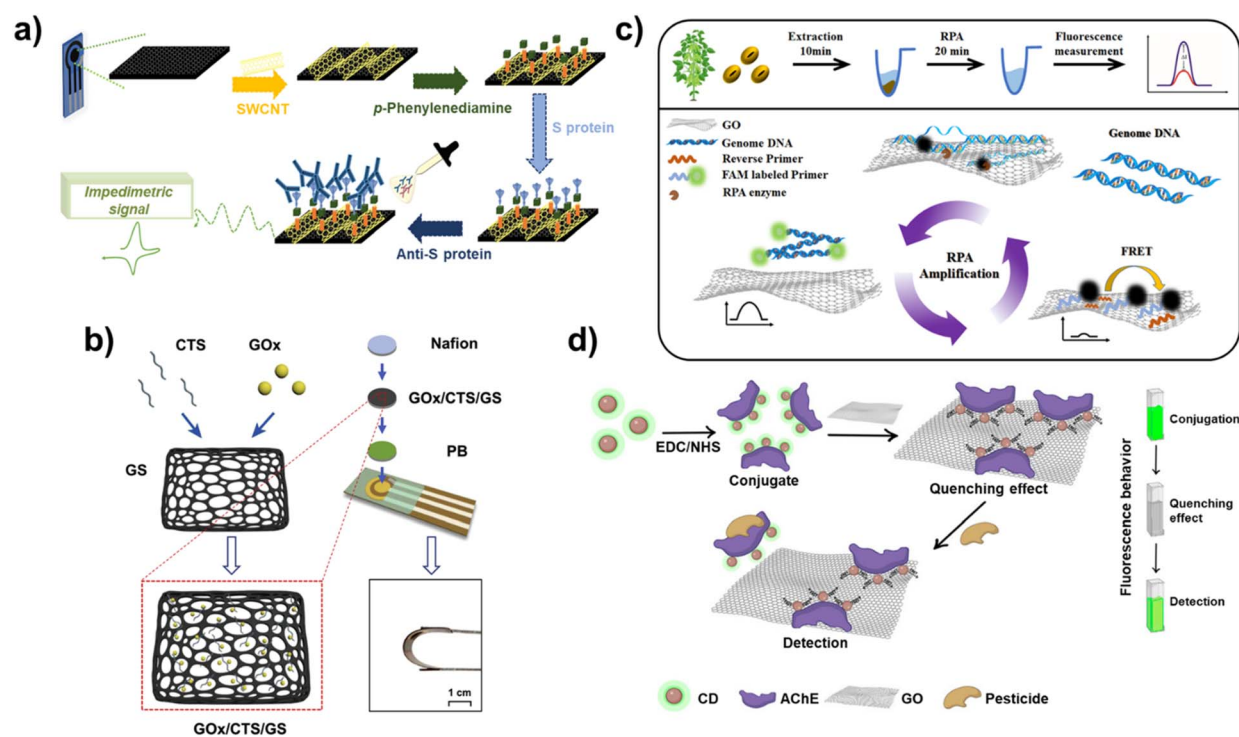 a)
SWCNT
p-Phenylenediamine
S protein
Anti-S protein
Impedimetric
signal
b)
CTS
GOx
GS
GOx/CTS/GS
Nafion
GOx/CTS/GS
PB
1 cm
c)
Extraction
10min
RPA
20 min
Fluorescence
measurement
GO
Genome DNA
Reverse Primer
FAM labeled Primer
RPA enzyme
Genome DNA
RPA
Amplification
FRET
d)
EDC/NHS
Conjugate
Quenching effect
Detection
Fluorescence behavior
Conjugation
Quenching
effect
Detection
CD
AChE
GO
Pesticide